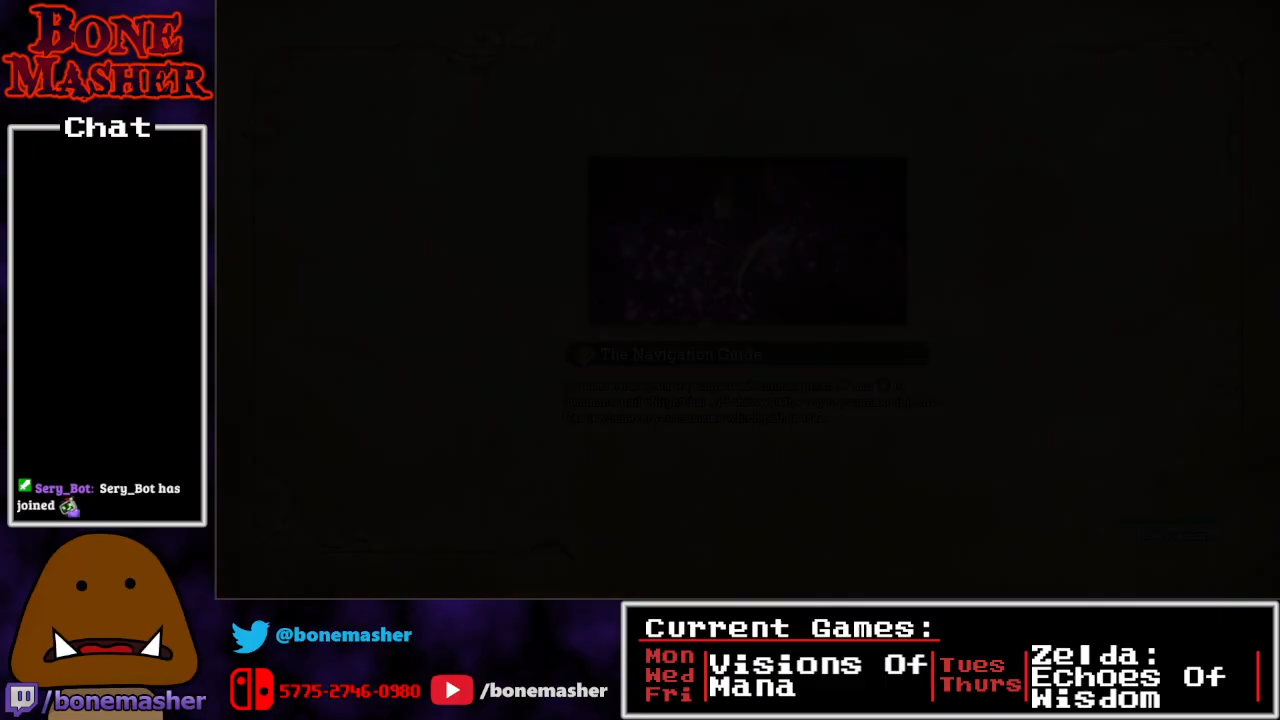 Bone
Masher
Chat
Sery_Bot: Sery_Bot has
joined
The Navigation Guide
/bonemasher
@bonemasher
5775-2746-0980
/bonemasher
Current Games:
Mon
Wed
Fri
Visions Of
Mana
Tues
Thurs
Zelda:
Echoes Of
Wisdom